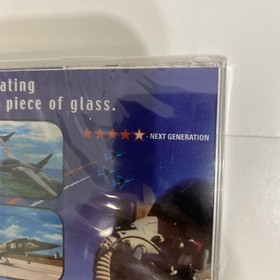 ating
piece of glass.
★★★★★ - NEXT GENERATION